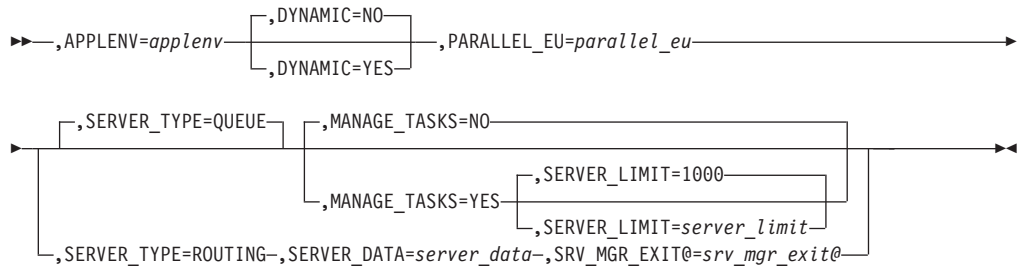 ,DYNAMIC=NO
,APPLENV=applenv ,PARALLEL_EU=parallel_eu
,DYNAMIC=YES
,SERVER_TYPE=QUEUE ,MANAGE_TASKS=NO
,SERVER_LIMIT=1000
,MANAGE_TASKS=YES
,SERVER_LIMIT=server_limit
,SERVER_TYPE=ROUTING ,SERVER_DATA=server_data ,SRV_MGR_EXIT@=srv_mgr_exit@